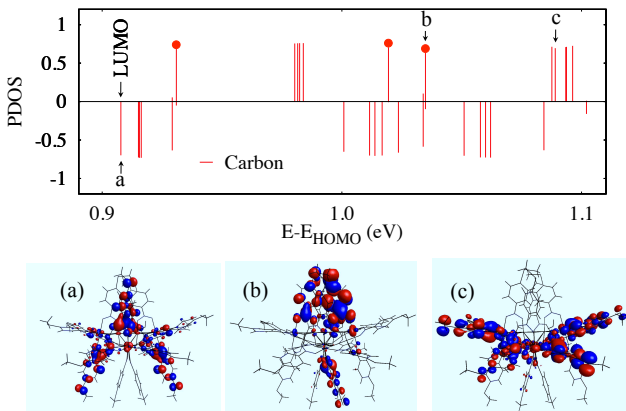 b
c
1
LUMO
0.5
PDOS
0
-0.5
Carbon
a
-1
0.9
1.0
1.1
E-E_HOMO (eV)
(a)
(b)
(c)